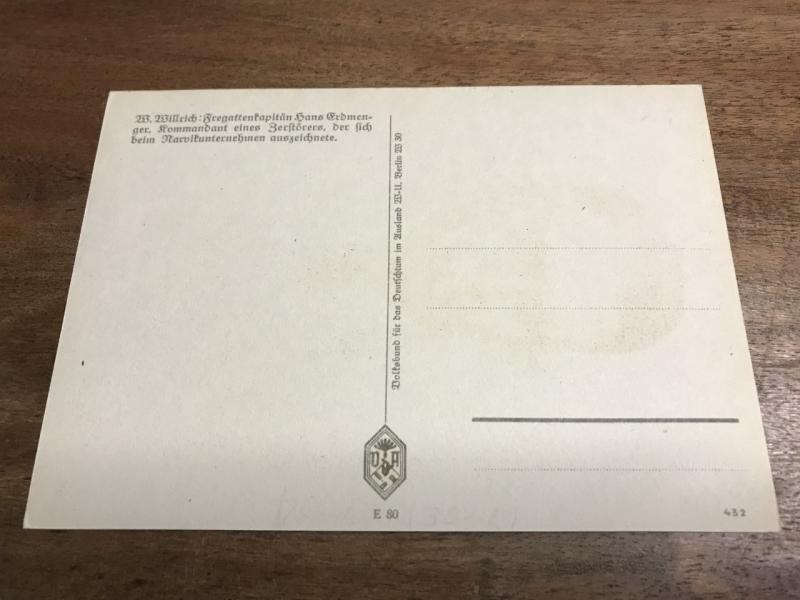 W. Willrich: Fregattenkapitän Hans Erdmen-
ger, Kommandant eines Zerstörers, der sich
beim Narvikunternehmen auszeichnete.
Volksbund für das Deutschtum im Ausland W-U. Berlin W 30
VDA
E 80
432